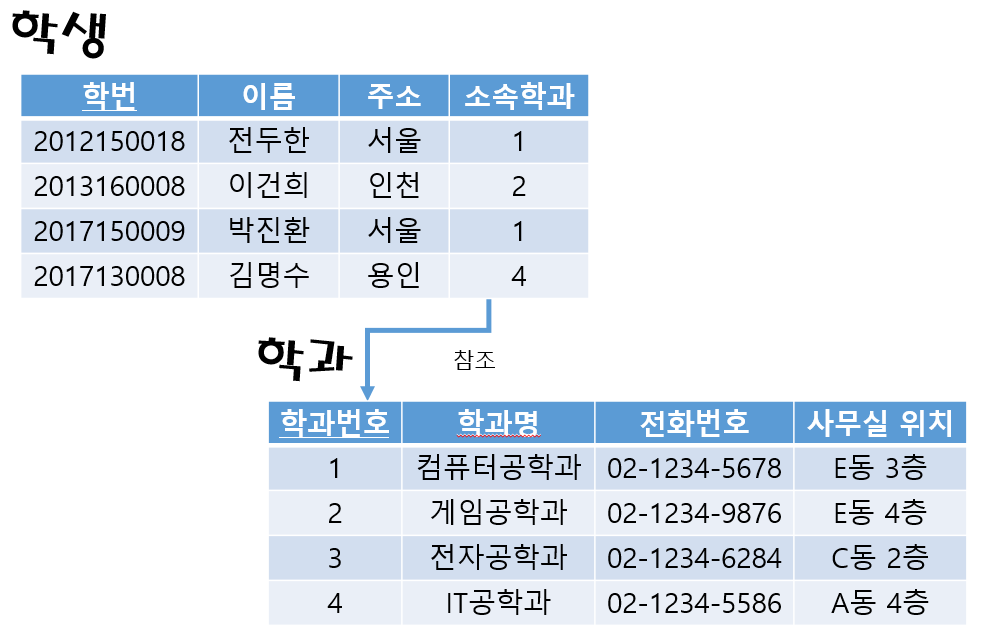 학생
학번 이름 주소 소속학과
2012150018 전두한 서울 1
2013160008 이건희 인천 2
2017150009 박진환 서울 1
2017130008 김명수 용인 4
학과
참조
학과번호 학과명 전화번호 사무실 위치
1 컴퓨터공학과 02-1234-5678 E동 3층
2 게임공학과 02-1234-9876 E동 4층
3 전자공학과 02-1234-6284 C동 2층
4 IT공학과 02-1234-5586 A동 4층